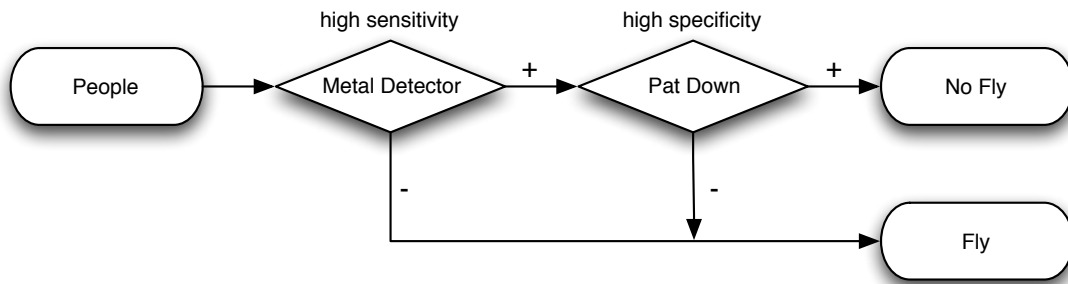 high sensitivity
high specificity
People
Metal Detector
+
Pat Down
+
No Fly
-
-
Fly